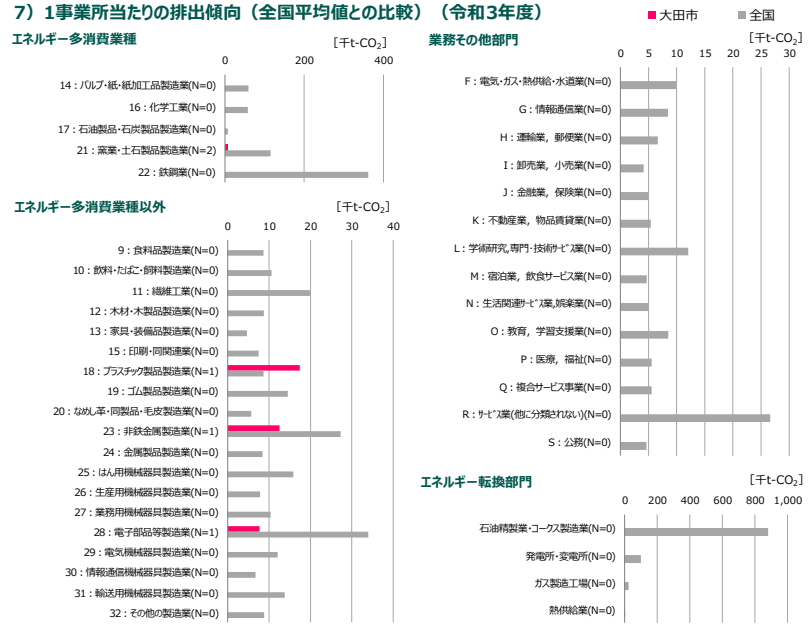 7）1事業所当たりの排出傾向（全国平均値との比較）（令和3年度）
大田市 全国
エネルギー多消費業種
[千t-CO₂]
0 200 400
14：パルプ・紙・紙加工品製造業(N=0)
16：化学工業(N=0)
17：石油製品・石炭製品製造業(N=0)
21：窯業・土石製品製造業(N=2)
22：鉄鋼業(N=0)
エネルギー多消費業種以外
[千t-CO₂]
0 10 20 30 40
9：食料品製造業(N=0)
10：飲料・たばこ・飼料製造業(N=0)
11：繊維工業(N=0)
12：木材・木製品製造業(N=0)
13：家具・装備品製造業(N=0)
15：印刷・同関連業(N=0)
18：プラスチック製品製造業(N=1)
19：ゴム製品製造業(N=0)
20：なめし革・同製品・毛皮製造業(N=0)
23：非鉄金属製造業(N=1)
24：金属製品製造業(N=0)
25：はん用機械器具製造業(N=0)
26：生産用機械器具製造業(N=0)
27：業務用機械器具製造業(N=0)
28：電子部品等製造業(N=1)
29：電気機械器具製造業(N=0)
30：情報通信機械器具製造業(N=0)
31：輸送用機械器具製造業(N=0)
32：その他の製造業(N=0)
業務その他部門
[千t-CO₂]
0 5 10 15 20 25 30
F：電気・ガス・熱供給・水道業(N=0)
G：情報通信業(N=0)
H：運輸業，郵便業(N=0)
I：卸売業，小売業(N=0)
J：金融業，保険業(N=0)
K：不動産業，物品賃貸業(N=0)
L：学術研究,専門・技術ｻｰﾋﾞｽ業(N=0)
M：宿泊業，飲食サービス業(N=0)
N：生活関連ｻｰﾋﾞｽ業,娯楽業(N=0)
O：教育，学習支援業(N=0)
P：医療，福祉(N=0)
Q：複合サービス事業(N=0)
R：ｻｰﾋﾞｽ業(他に分類されない)(N=0)
S：公務(N=0)
エネルギー転換部門
[千t-CO₂]
0 200 400 600 800 1,000
石油精製業・コークス製造業(N=0)
発電所・変電所(N=0)
ガス製造工場(N=0)
熱供給業(N=0)